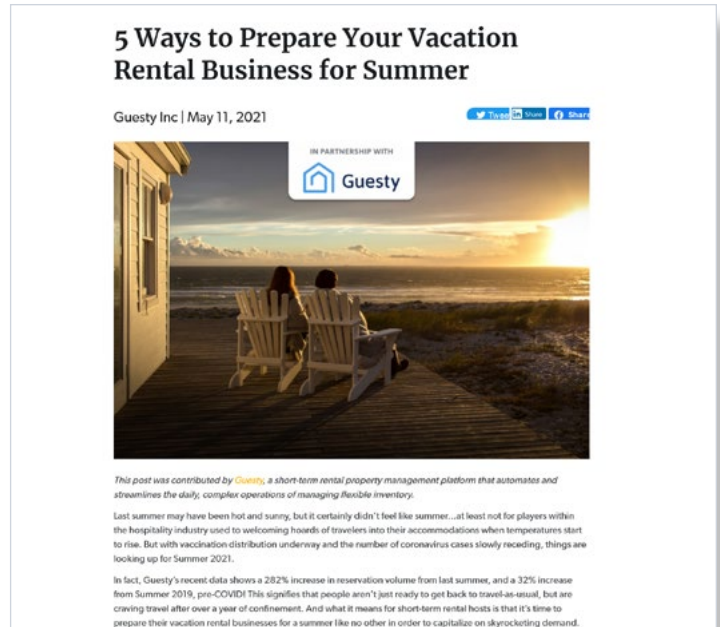 5 Ways to Prepare Your Vacation
Rental Business for Summer
Guesty Inc | May 11, 2021
Tweet
Share
Share
IN PARTNERSHIP WITH
Guesty
This post was contributed by Guesty, a short-term rental property management platform that automates and
streamlines the daily, complex operations of managing flexible inventory.
Last summer may have been hot and sunny, but it certainly didn't feel like summer...at least not for players within
the hospitality industry used to welcoming hoards of travelers into their accommodations when temperatures start
to rise. But with vaccination distribution underway and the number of coronavirus cases slowly receding, things are
looking up for Summer 2021.
In fact, Guesty's recent data shows a 282% increase in reservation volume from last summer, and a 32% increase
from Summer 2019, pre-COVID! This signifies that people aren't just ready to get back to travel-as-usual, but are
craving travel after over a year of confinement. And what it means for short-term rental hosts is that it's time to
prepare their vacation rental businesses for a summer like no other in order to capitalize on skyrocketing demand.